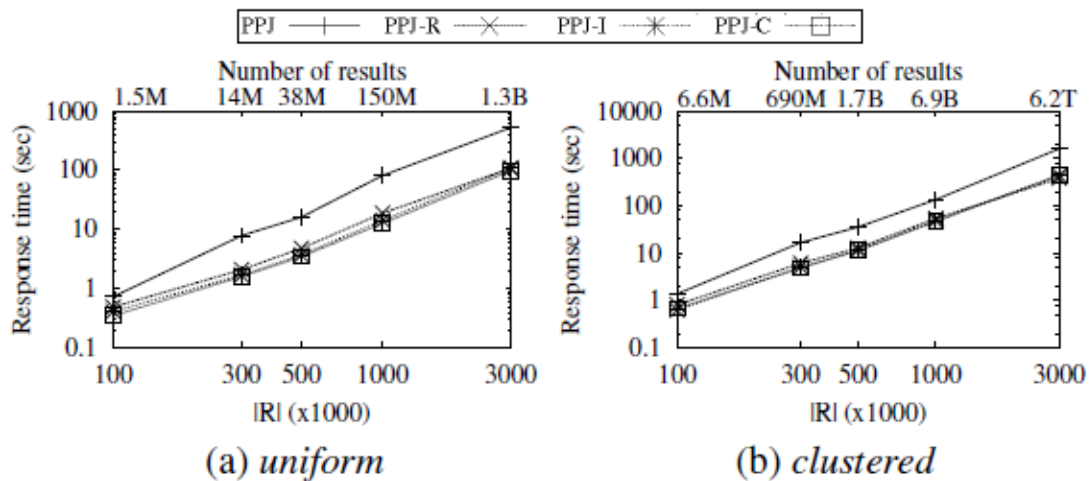 PPJ PPJ-R PPJ-I PPJ-C
Number of results
1.5M 14M 38M 150M 1.3B
1000
100
10
1
0.1
Response time (sec)
100 300 500 1000 3000
|R| (x1000)
(a) uniform
Number of results
6.6M 690M 1.7B 6.9B 6.2T
10000
1000
100
10
1
0.1
Response time (sec)
100 300 500 1000 3000
|R| (x1000)
(b) clustered